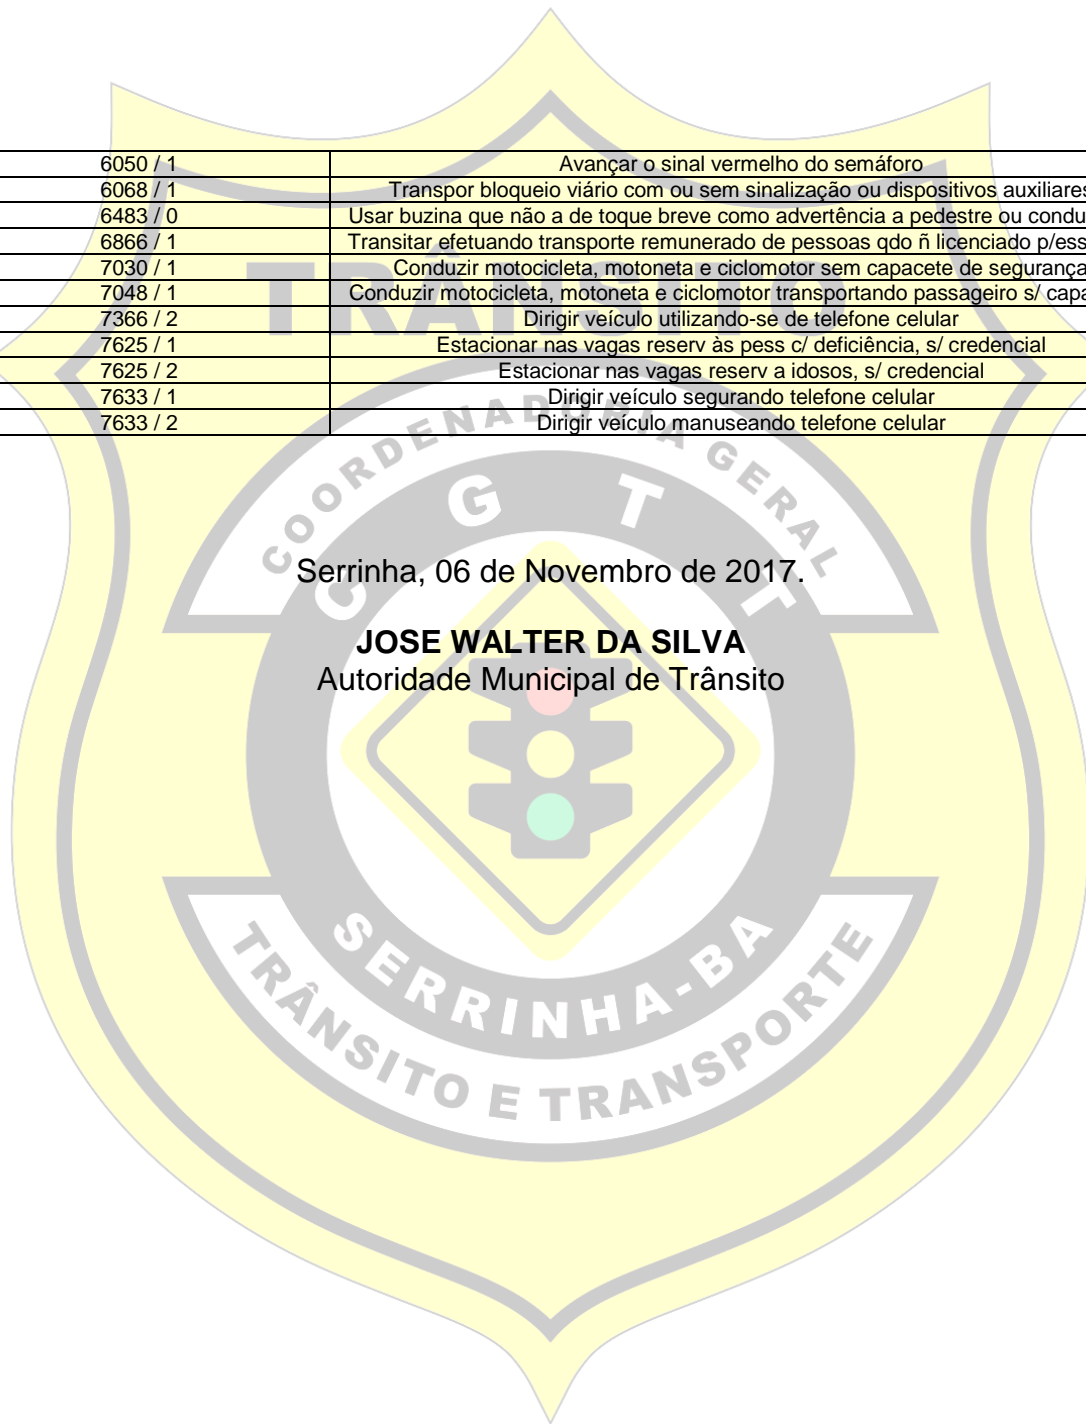 6050 / 1 Avançar o sinal vermelho do semáforo
6068 / 1 Transpor bloqueio viário com ou sem sinalização ou dispositivos auxiliares
6483 / 0 Usar buzina que não a de toque breve como advertência a pedestre ou condu
6866 / 1 Transitar efetuando transporte remunerado de pessoas qdo ñ licenciado p/ess
7030 / 1 Conduzir motocicleta, motoneta e ciclomotor sem capacete de segurança
7048 / 1 Conduzir motocicleta, motoneta e ciclomotor transportando passageiro s/ capa
7366 / 2 Dirigir veículo utilizando-se de telefone celular
7625 / 1 Estacionar nas vagas reserv às pess c/ deficiência, s/ credencial
7625 / 2 Estacionar nas vagas reserv a idosos, s/ credencial
7633 / 1 Dirigir veículo segurando telefone celular
7633 / 2 Dirigir veículo manuseando telefone celular
TRÂNSITO
COORDENADORIA GERAL
C G T T
Serrinha, 06 de Novembro de 2017.
JOSE WALTER DA SILVA
Autoridade Municipal de Trânsito
SERRINHA-BA
TRÂNSITO E TRANSPORTE